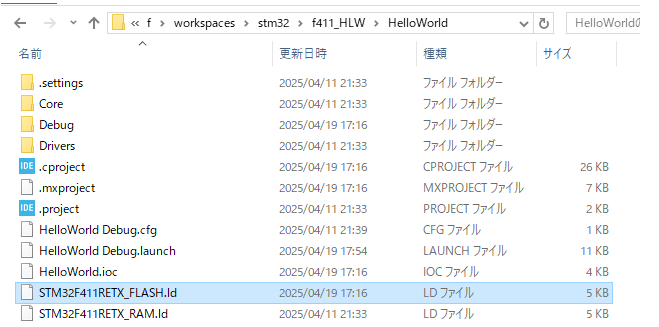 « f › workspaces › stm32 › f411_HLW › HelloWorld HelloWorldの
名前 更新日時 種類 サイズ
.settings 2025/04/11 21:33 ファイル フォルダー
Core 2025/04/11 21:33 ファイル フォルダー
Debug 2025/04/19 17:16 ファイル フォルダー
Drivers 2025/04/11 21:33 ファイル フォルダー
IDE .cproject 2025/04/19 17:16 CPROJECT ファイル 26 KB
.mxproject 2025/04/19 17:16 MXPROJECT ファイル 7 KB
IDE .project 2025/04/11 21:33 PROJECT ファイル 2 KB
HelloWorld Debug.cfg 2025/04/11 21:39 CFG ファイル 1 KB
HelloWorld Debug.launch 2025/04/19 17:54 LAUNCH ファイル 11 KB
HelloWorld.ioc 2025/04/19 17:16 IOC ファイル 4 KB
STM32F411RETX_FLASH.ld 2025/04/19 17:16 LD ファイル 5 KB
STM32F411RETX_RAM.ld 2025/04/11 21:33 LD ファイル 5 KB